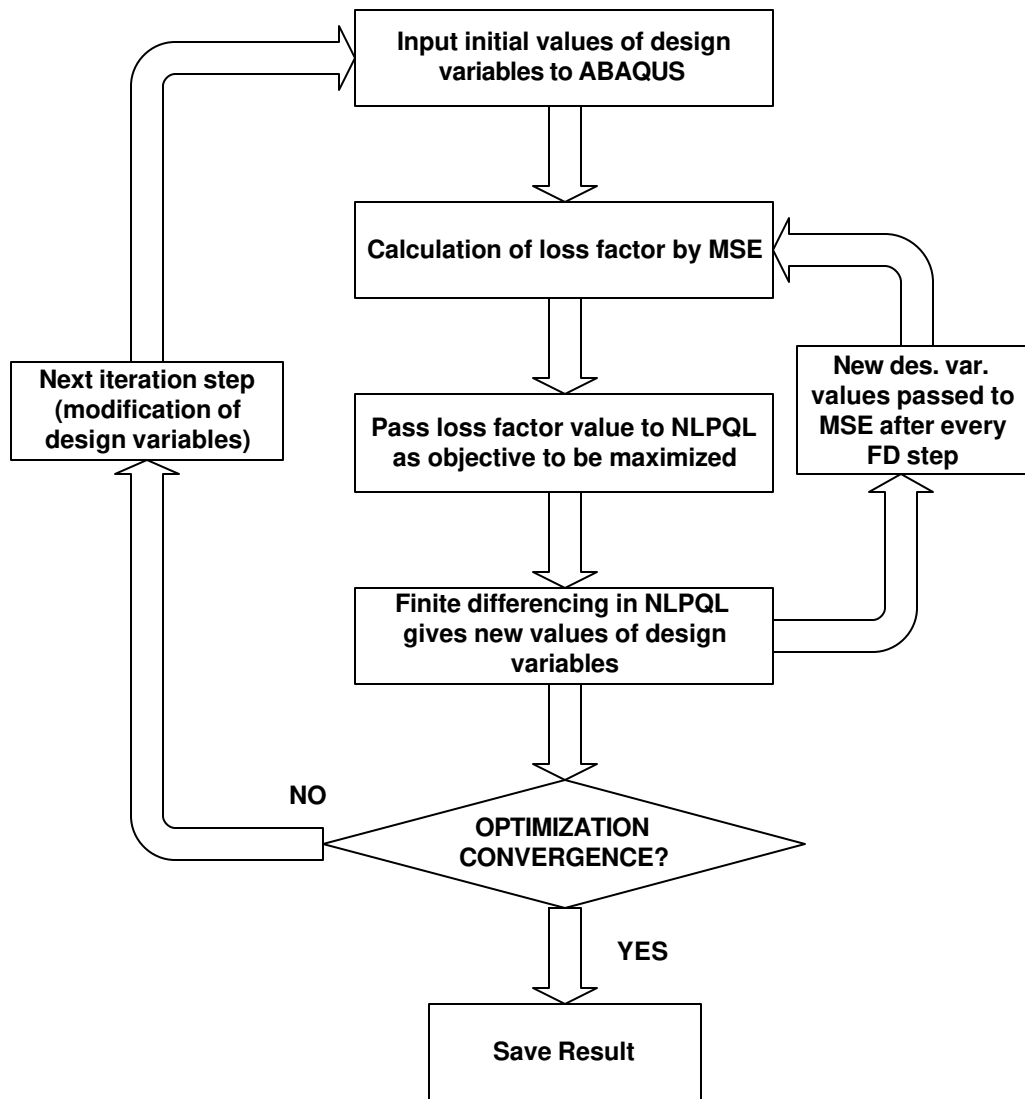 Input initial values of design
variables to ABAQUS
Calculation of loss factor by MSE
Next iteration step
(modification of
design variables)
New des. var.
values passed to
MSE after every
FD step
Pass loss factor value to NLPQL
as objective to be maximized
Finite differencing in NLPQL
gives new values of design
variables
NO
OPTIMIZATION
CONVERGENCE?
YES
Save Result